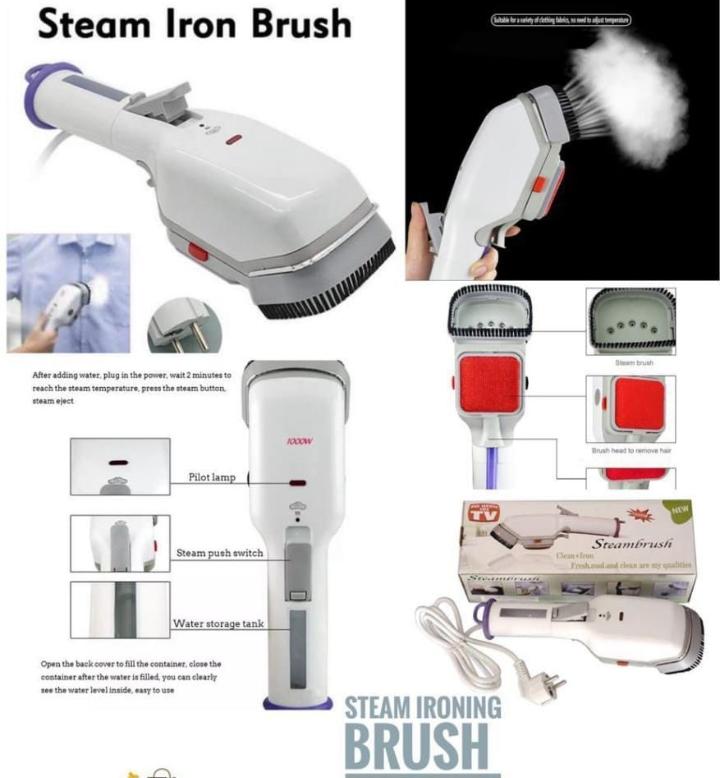 Steam Iron Brush
Suitable for a variety of clothing fabrics, no need to adjust temperature
After adding water, plug in the power, wait 2 minutes to
reach the steam temperature, press the steam button,
steam eject
1000W
Pilot lamp
Steam push switch
Water storage tank
Open the back cover to fill the container, close the
container after the water is filled, you can clearly
see the water level inside, easy to use
Steam brush
Brush head to remove hair
TV
NEW
Steambrush
Clean+Iron
Fresh,cool,and clean are my qualities
Steambrush
STEAM IRONING
BRUSH